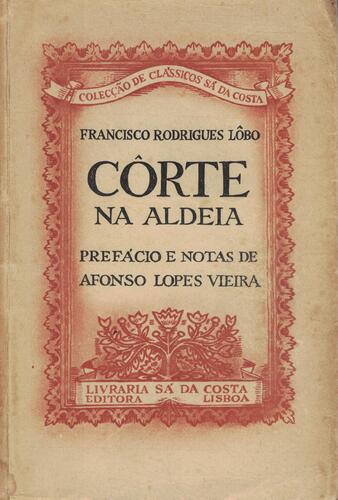 COLECÇÃO DE CLÁSSICOS SÁ DA COSTA
FRANCISCO RODRIGUES LÔBO
CÔRTE
NA ALDEIA
PREFÁCIO E NOTAS DE
AFONSO LOPES VIEIRA
LIVRARIA SÁ DA COSTA
EDITORA LISBOA